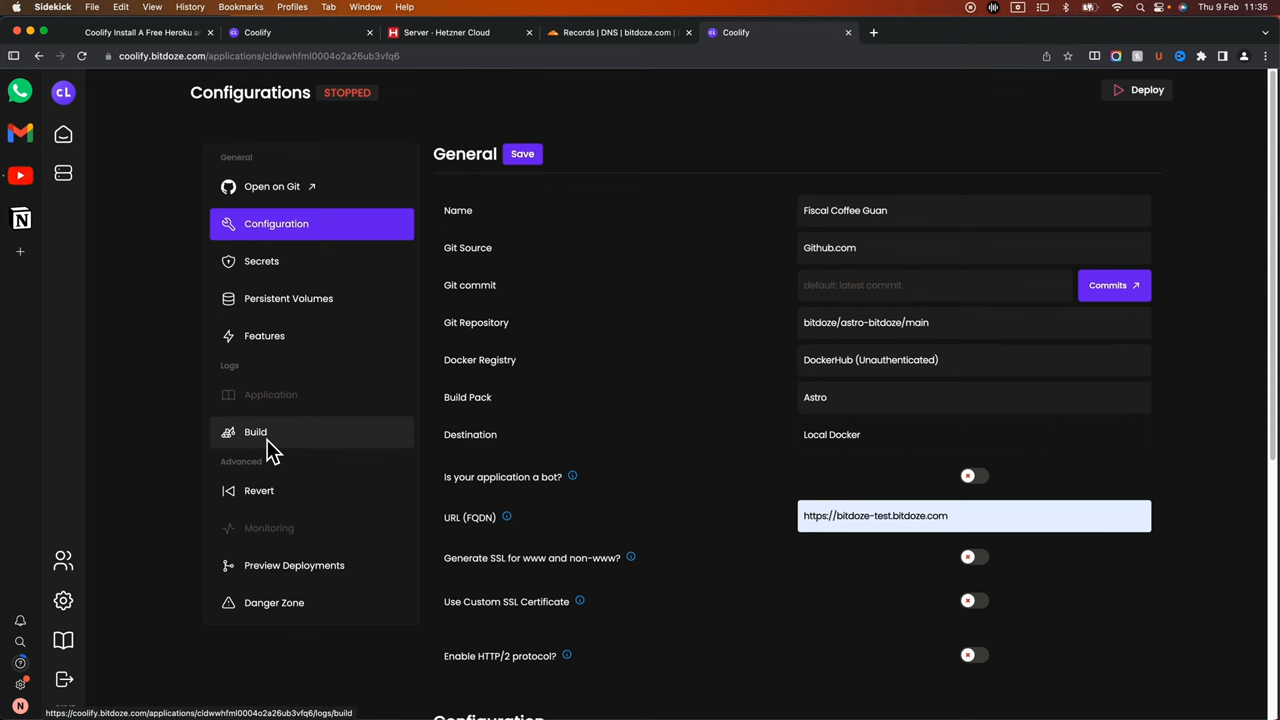 Sidekick File Edit View History Bookmarks Profiles Tab Window Help
Thu 9 Feb 11:35
Coolify Install A Free Heroku an
Coolify
Server · Hetzner Cloud
Records | DNS | bitdoze.com |
Coolify
coolify.bitdoze.com/applications/cldwwhfml0004o2a26ub3vfq6
CL
Configurations STOPPED
Deploy
General
Open on Git
Configuration
Secrets
Persistent Volumes
Features
Logs
Application
Build
Advanced
Revert
Monitoring
Preview Deployments
Danger Zone
General Save
Name Fiscal Coffee Guan
Git Source Github.com
Git commit default: latest commit Commits
Git Repository bitdoze/astro-bitdoze/main
Docker Registry DockerHub (Unauthenticated)
Build Pack Astro
Destination Local Docker
Is your application a bot?
URL (FQDN) https://bitdoze-test.bitdoze.com
Generate SSL for www and non-www?
Use Custom SSL Certificate
Enable HTTP/2 protocol?
Configuration
N
https://coolify.bitdoze.com/applications/cldwwhfml0004o2a26ub3vfq6/logs/build